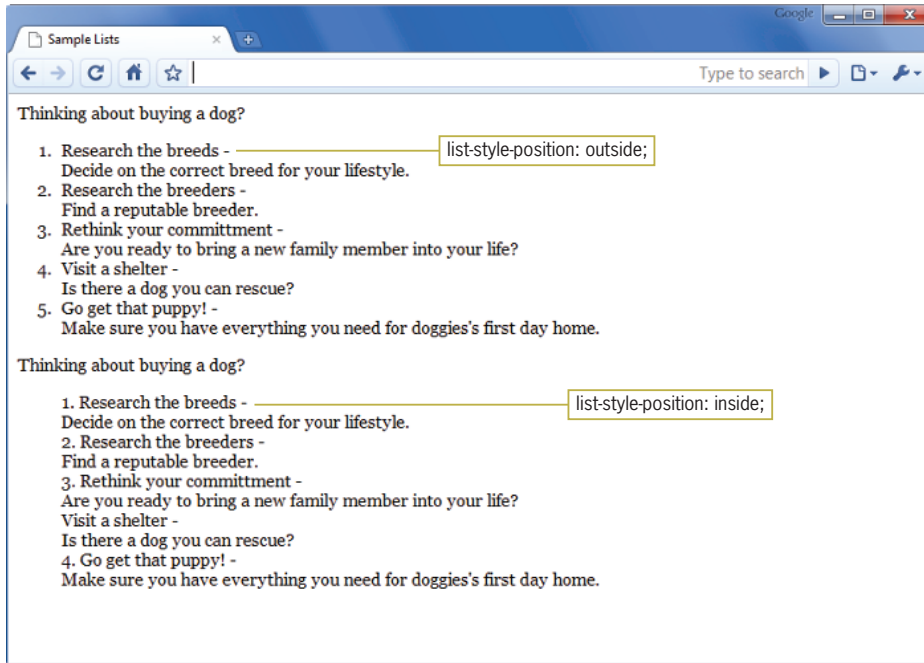 Google
Sample Lists
Type to search
Thinking about buying a dog?
1. Research the breeds -
list-style-position: outside;
Decide on the correct breed for your lifestyle.
2. Research the breeders -
Find a reputable breeder.
3. Rethink your committment -
Are you ready to bring a new family member into your life?
4. Visit a shelter -
Is there a dog you can rescue?
5. Go get that puppy! -
Make sure you have everything you need for doggies's first day home.
Thinking about buying a dog?
1. Research the breeds -
list-style-position: inside;
Decide on the correct breed for your lifestyle.
2. Research the breeders -
Find a reputable breeder.
3. Rethink your committment -
Are you ready to bring a new family member into your life?
Visit a shelter -
Is there a dog you can rescue?
4. Go get that puppy! -
Make sure you have everything you need for doggies's first day home.